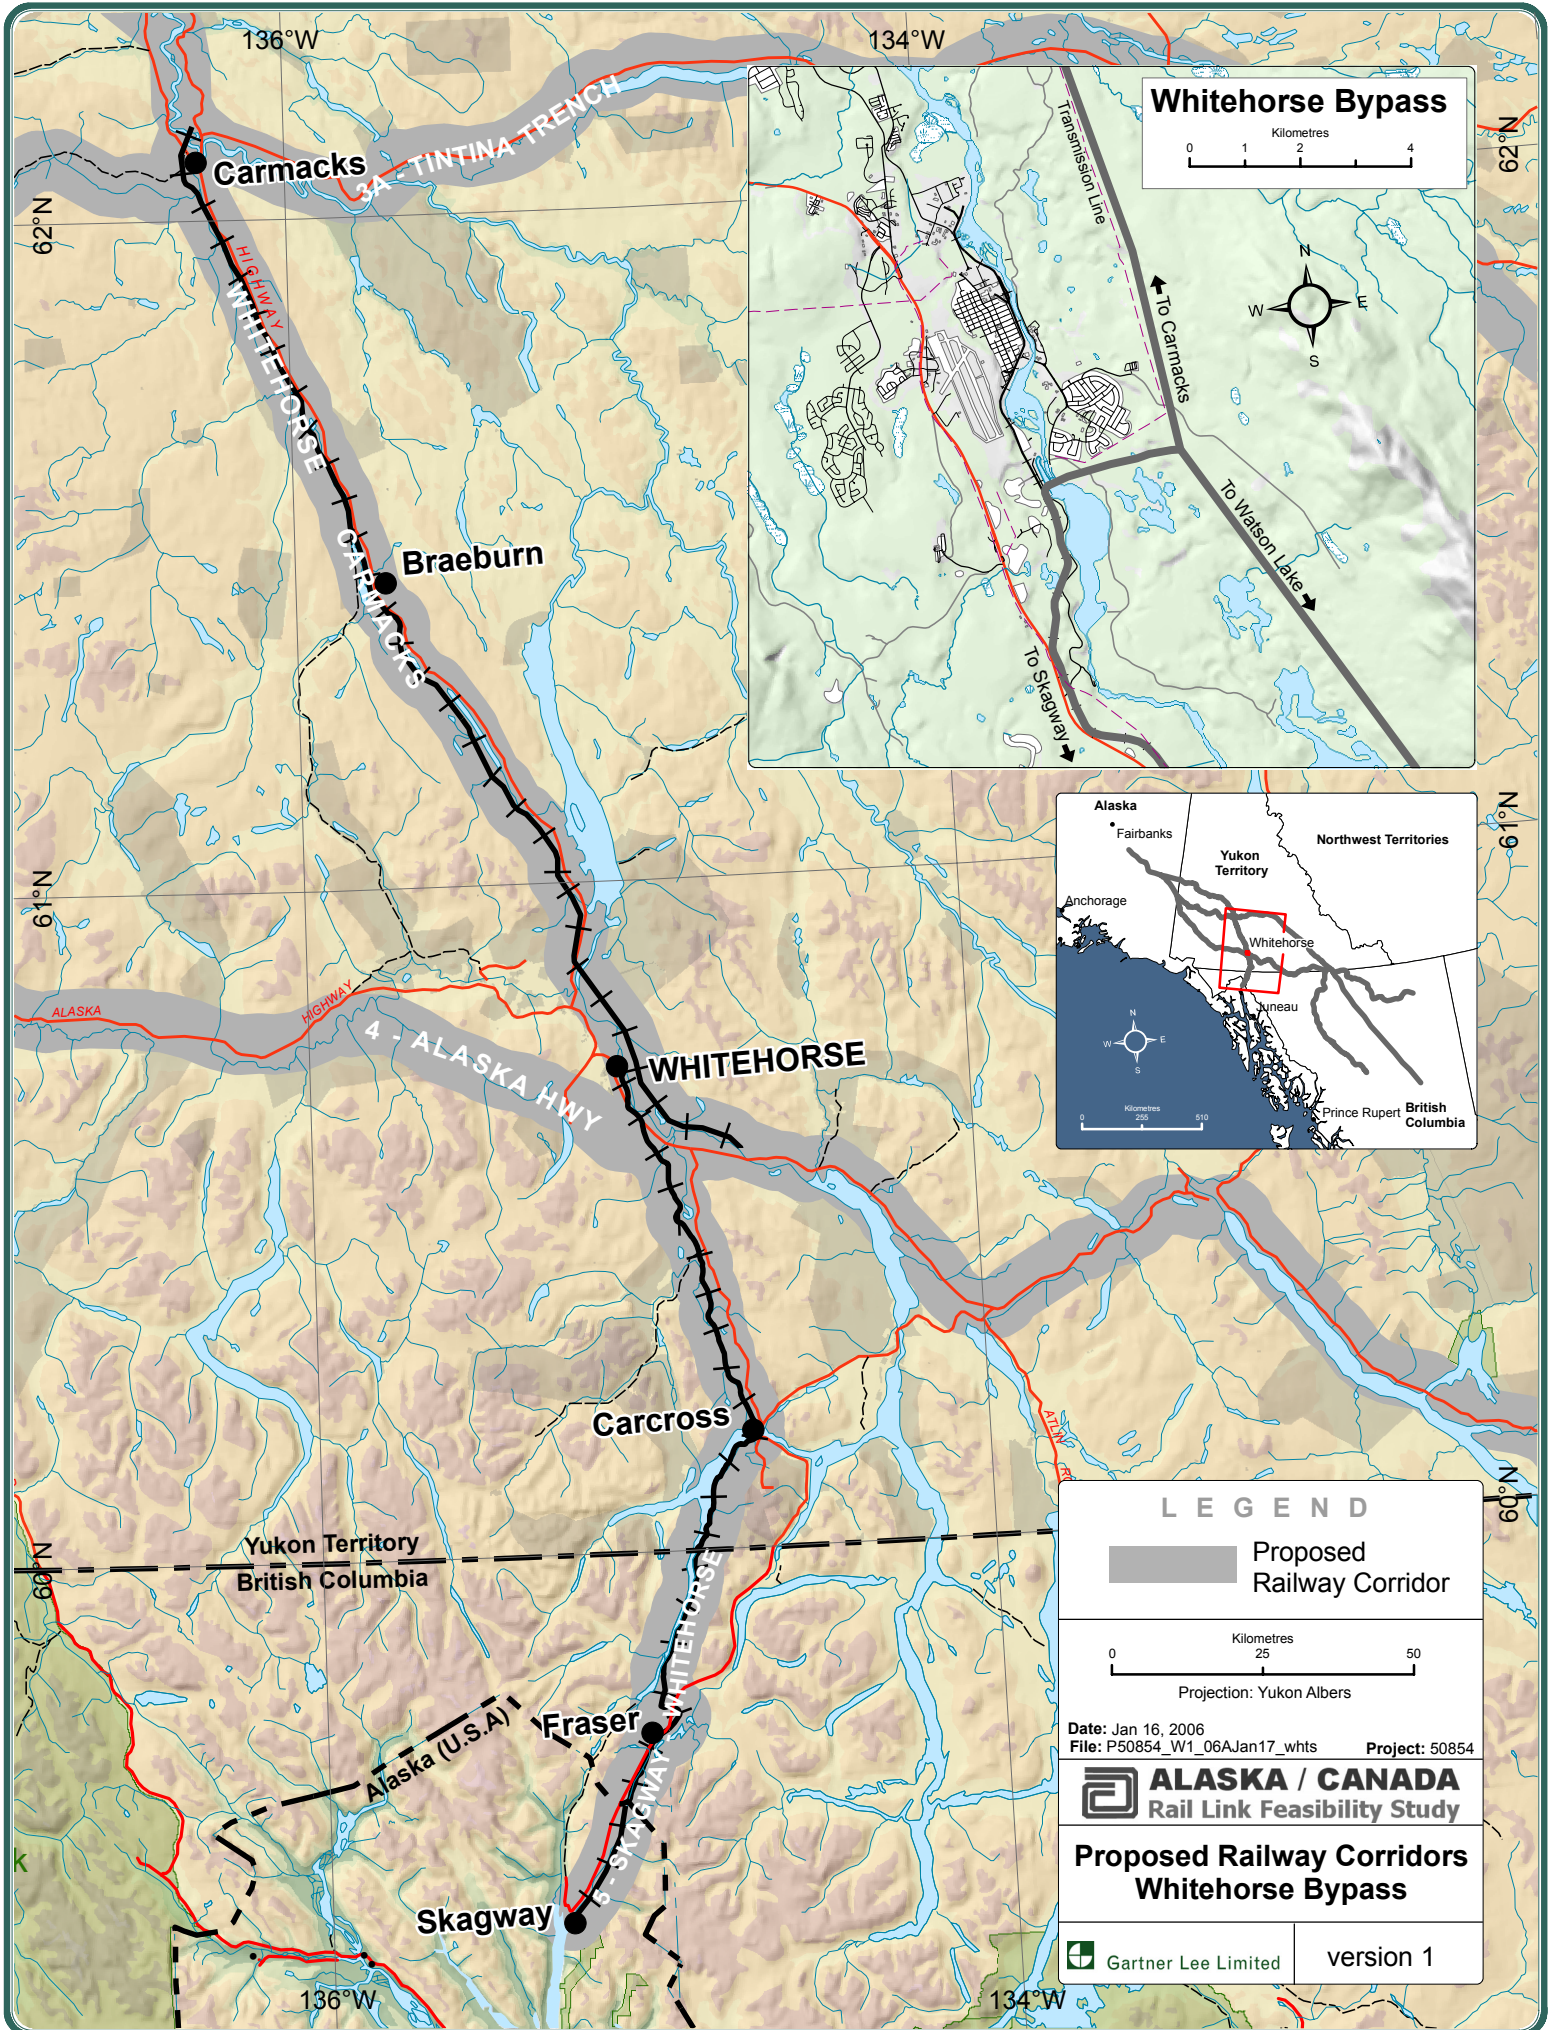 136°W
134°W
62°N
62°N
61°N
61°N
60°N
60°N
136°W
134°W
Carmacks
3A - TINTINA TRENCH
HIGHWAY
WHITEHORSE
CARMACKS
Braeburn
ALASKA
HIGHWAY
4 - ALASKA HWY
WHITEHORSE
Carcross
ATLIN
Yukon Territory
British Columbia
WHITEHORSE
Fraser
Alaska (U.S.A)
5 - SKAGWAY
Skagway
k
Whitehorse Bypass
Kilometres
0 1 2 4
Transmission Line
N
W E
S
To Carmacks
To Watson Lake
To Skagway
Alaska
Fairbanks
Northwest Territories
Yukon
Territory
Anchorage
Whitehorse
Juneau
N
W E
S
Kilometres
0 255 510
Prince Rupert
British
Columbia
LEGEND
Proposed
Railway Corridor
Kilometres
0 25 50
Projection: Yukon Albers
Date: Jan 16, 2006
File: P50854_W1_06AJan17_whts Project: 50854
ALASKA / CANADA
Rail Link Feasibility Study
Proposed Railway Corridors
Whitehorse Bypass
Gartner Lee Limited
version 1